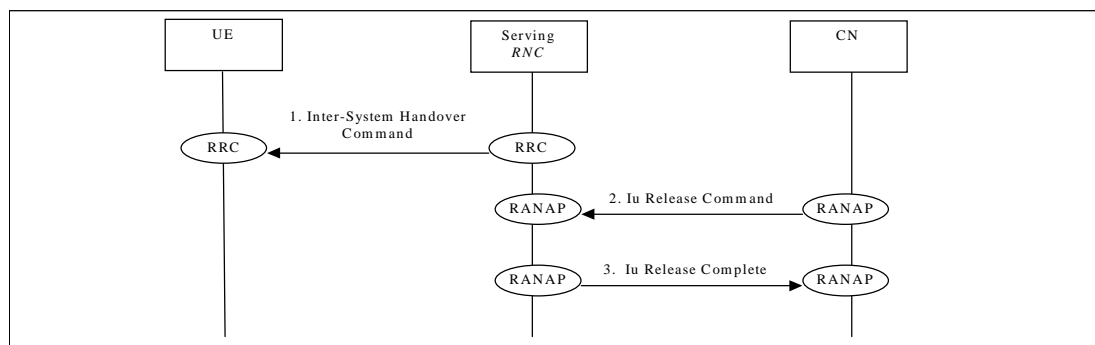 UE
Serving
RNC
CN
1. Inter-System Handover
Command
RRC
RRC
2. Iu Release Command
RANAP
RANAP
3. Iu Release Complete
RANAP
RANAP